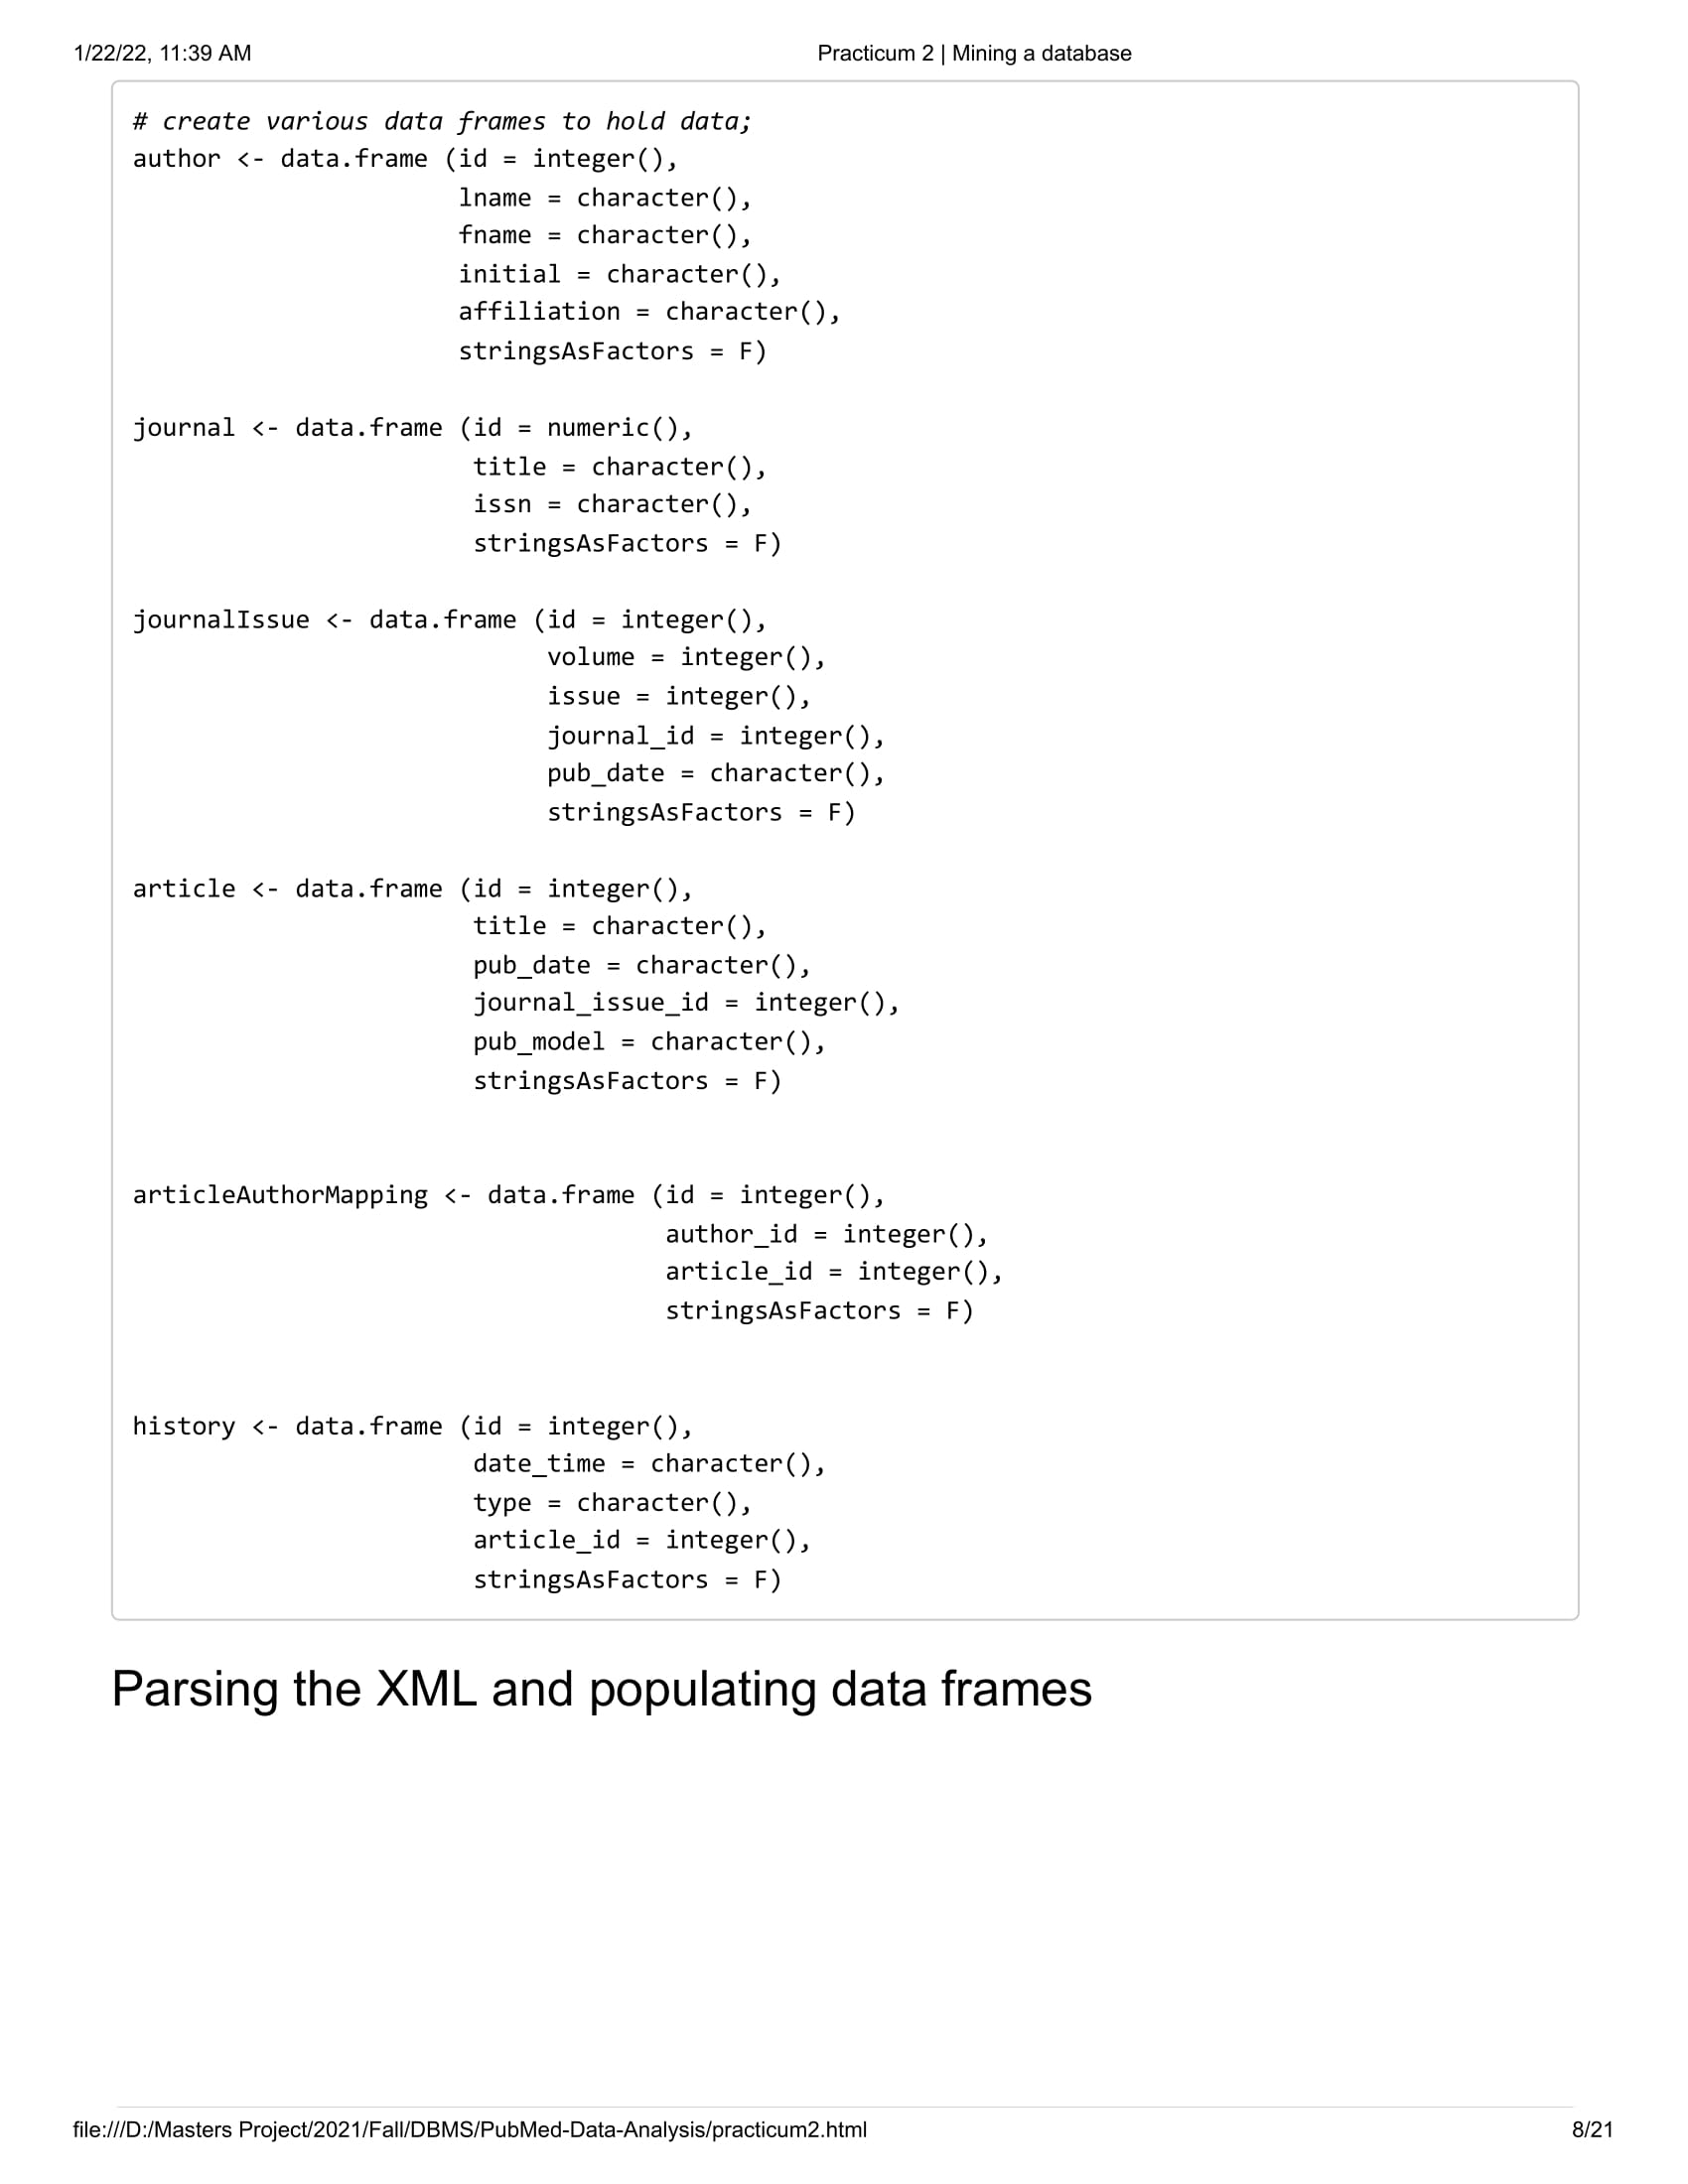 1/22/22, 11:39 AM Practicum 2 | Mining a database
# create various data frames to hold data;
author <- data.frame (id = integer(),
                      lname = character(),
                      fname = character(),
                      initial = character(),
                      affiliation = character(),
                      stringsAsFactors = F)

journal <- data.frame (id = numeric(),
                       title = character(),
                       issn = character(),
                       stringsAsFactors = F)

journalIssue <- data.frame (id = integer(),
                            volume = integer(),
                            issue = integer(),
                            journal_id = integer(),
                            pub_date = character(),
                            stringsAsFactors = F)

article <- data.frame (id = integer(),
                       title = character(),
                       pub_date = character(),
                       journal_issue_id = integer(),
                       pub_model = character(),
                       stringsAsFactors = F)


articleAuthorMapping <- data.frame (id = integer(),
                                    author_id = integer(),
                                    article_id = integer(),
                                    stringsAsFactors = F)


history <- data.frame (id = integer(),
                       date_time = character(),
                       type = character(),
                       article_id = integer(),
                       stringsAsFactors = F)
Parsing the XML and populating data frames
file:///D:/Masters Project/2021/Fall/DBMS/PubMed-Data-Analysis/practicum2.html 8/21